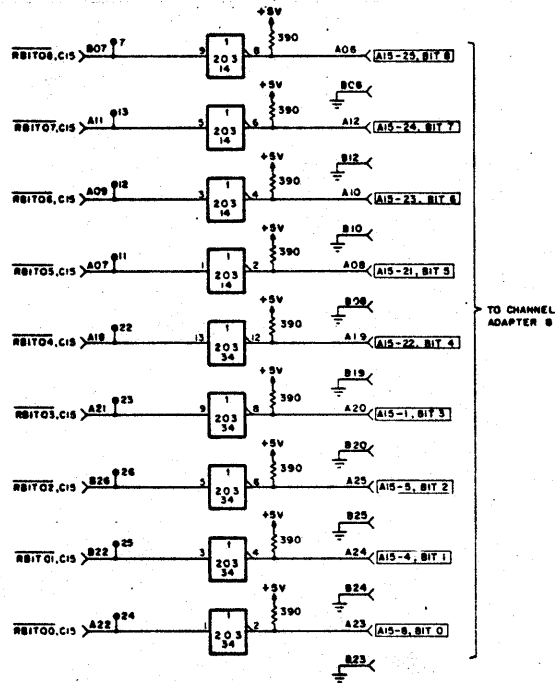 +5V
390
RBIT08,C15 B07 7 9 1 203 14 8 A06 A15-25, BIT 8
+5V
390
B06
RBIT07,C15 A11 13 5 1 203 14 6 A12 A15-24, BIT 7
+5V
390
B12
RBIT06,C15 A09 12 3 1 203 14 4 A10 A15-23, BIT 6
+5V
390
B10
RBIT05,C15 A07 11 1 1 203 14 2 A08 A15-21, BIT 5
+5V
390
B08
TO CHANNEL
ADAPTER 8
RBIT04,C15 A18 22 13 1 203 34 12 A19 A15-22, BIT 4
+5V
390
B19
RBIT03,C15 A21 23 9 1 203 34 8 A20 A15-1, BIT 3
+5V
390
B20
RBIT02,C15 B26 26 5 1 203 34 6 A25 A15-5, BIT 2
+5V
390
B25
RBIT01,C15 B22 25 3 1 203 34 4 A24 A15-4, BIT 1
+5V
390
B24
RBIT00,C15 A22 24 1 1 203 34 2 A23 A15-6, BIT 0
B23